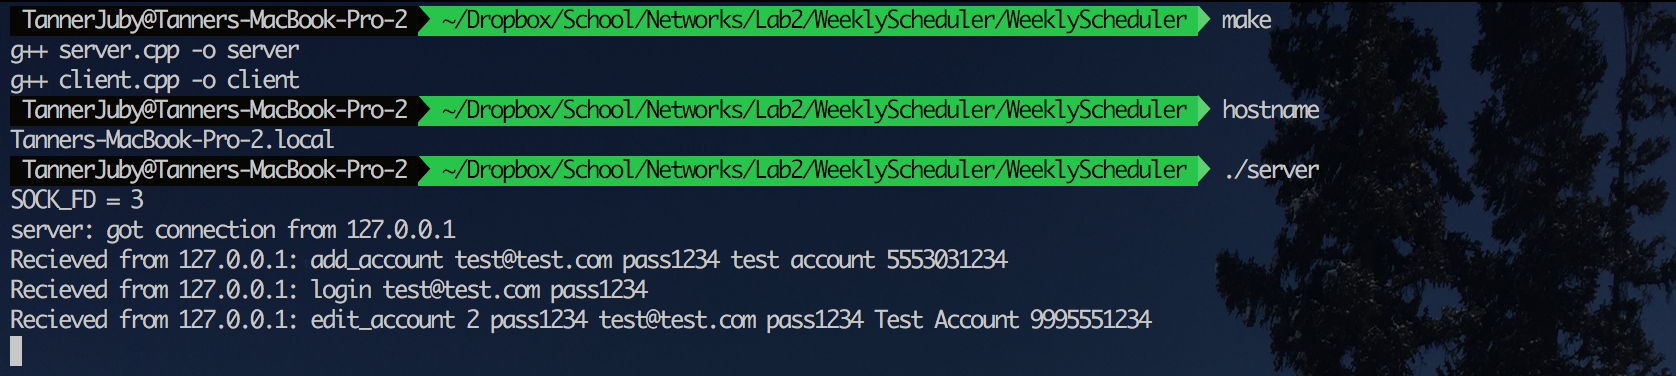 TannerJuby@Tanners-MacBook-Pro-2 ~/Dropbox/School/Networks/Lab2/WeeklyScheduler/WeeklyScheduler make
g++ server.cpp -o server
g++ client.cpp -o client
TannerJuby@Tanners-MacBook-Pro-2 ~/Dropbox/School/Networks/Lab2/WeeklyScheduler/WeeklyScheduler hostname
Tanners-MacBook-Pro-2.local
TannerJuby@Tanners-MacBook-Pro-2 ~/Dropbox/School/Networks/Lab2/WeeklyScheduler/WeeklyScheduler ./server
SOCK_FD = 3
server: got connection from 127.0.0.1
Recieved from 127.0.0.1: add_account test@test.com pass1234 test account 5553031234
Recieved from 127.0.0.1: login test@test.com pass1234
Recieved from 127.0.0.1: edit_account 2 pass1234 test@test.com pass1234 Test Account 9995551234